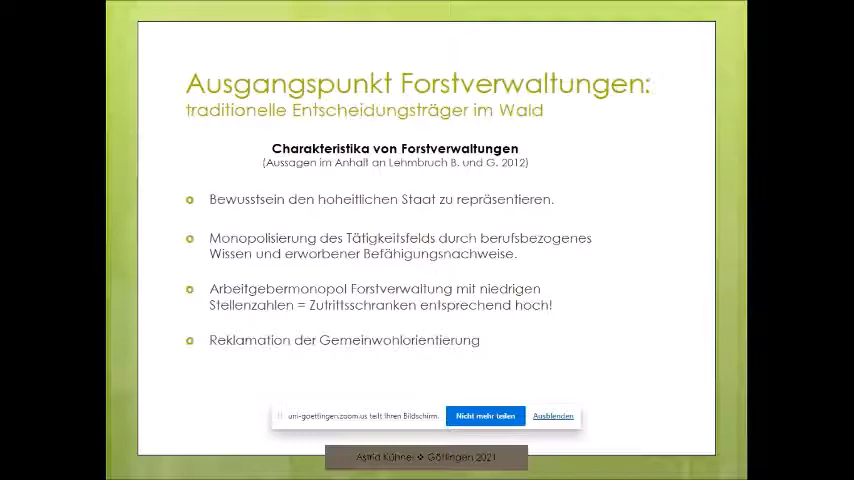 Ausgangspunkt Forstverwaltungen:
traditionelle Entscheidungsträger im Wald
Charakteristika von Forstverwaltungen
(Aussagen im Anhalt an Lehmbruch B. und G. 2012)
Bewusstsein den hoheitlichen Staat zu repräsentieren.
Monopolisierung des Tätigkeitsfelds durch berufsbezogenes
Wissen und erworbener Befähigungsnachweise.
Arbeitgebermonopol Forstverwaltung mit niedrigen
Stellenzahlen = Zutrittsschranken entsprechend hoch!
Reklamation der Gemeinwohlorientierung
uni-goettingen.zoom.us teilt Ihren Bildschirm. Nicht mehr teilen Ausblenden
Astrid Kühnel ❖ Göttingen 2021